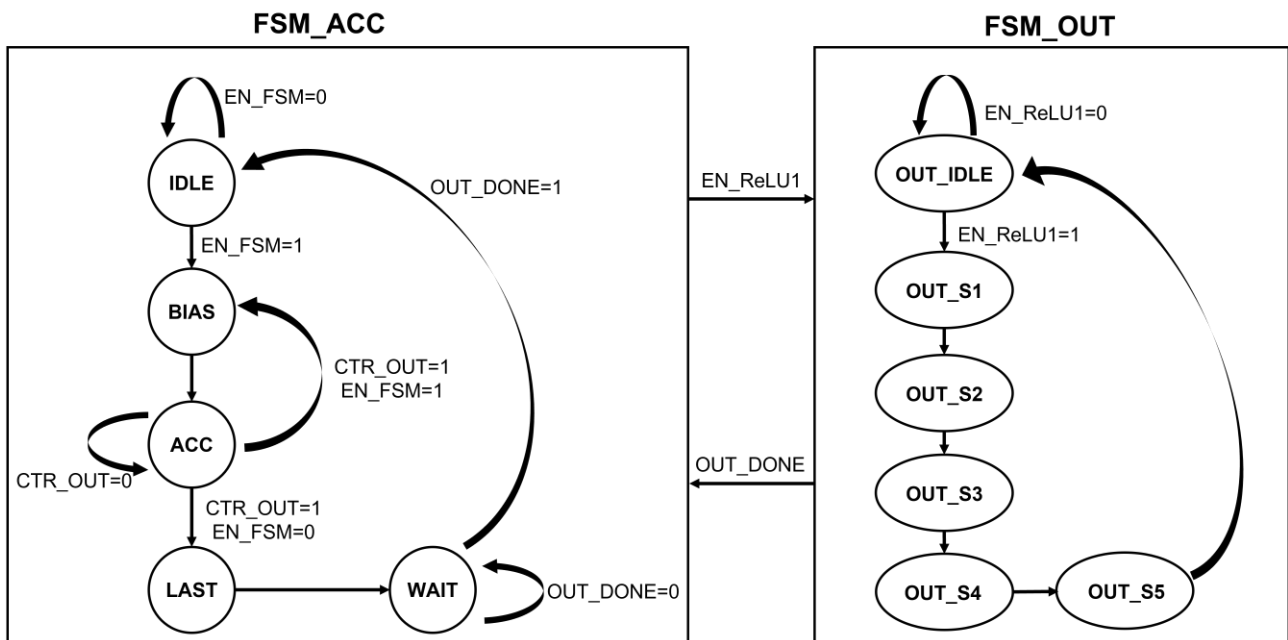 FSM_ACC
EN_FSM=0
IDLE
OUT_DONE=1
EN_FSM=1
BIAS
CTR_OUT=1
EN_FSM=1
ACC
CTR_OUT=0
CTR_OUT=1
EN_FSM=0
LAST
WAIT
OUT_DONE=0
EN_ReLU1
OUT_DONE
FSM_OUT
EN_ReLU1=0
OUT_IDLE
EN_ReLU1=1
OUT_S1
OUT_S2
OUT_S3
OUT_S4
OUT_S5